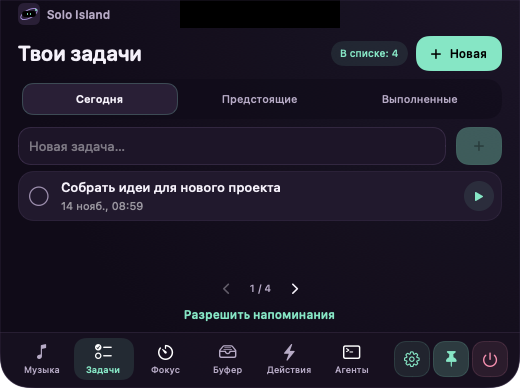 Solo Island
Твои задачи
В списке: 4
+ Новая
Сегодня
Предстоящие
Выполненные
Новая задача...
+
Собрать идеи для нового проекта
14 нояб., 08:59
1 / 4
Разрешить напоминания
Музыка
Задачи
Фокус
Буфер
Действия
Агенты